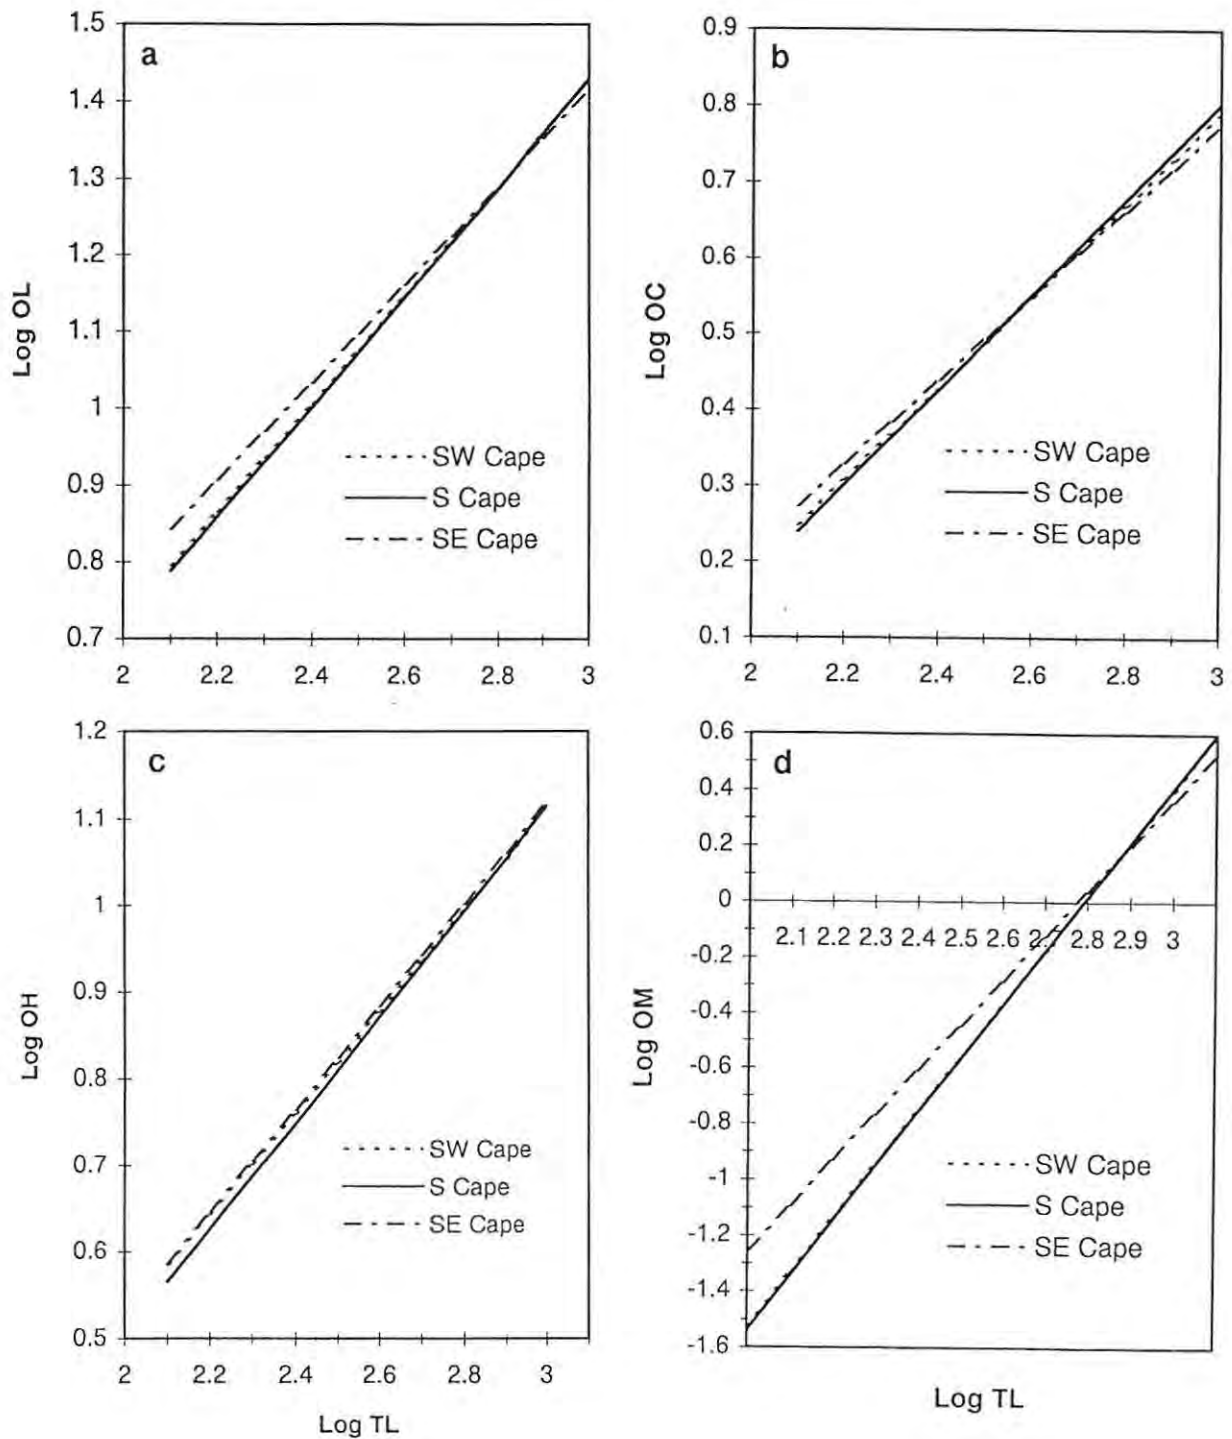 a
1.5
1.4
1.3
1.2
1.1
1
0.9
0.8
0.7
Log OL
SW Cape
S Cape
SE Cape
2 2.2 2.4 2.6 2.8 3
b
0.9
0.8
0.7
0.6
0.5
0.4
0.3
0.2
0.1
Log OC
SW Cape
S Cape
SE Cape
2 2.2 2.4 2.6 2.8 3
c
1.2
1.1
1
0.9
0.8
0.7
0.6
0.5
Log OH
SW Cape
S Cape
SE Cape
2 2.2 2.4 2.6 2.8 3
Log TL
d
0.6
0.4
0.2
0
-0.2
-0.4
-0.6
-0.8
-1
-1.2
-1.4
-1.6
Log OM
2.1 2.2 2.3 2.4 2.5 2.6 2.7 2.8 2.9 3
SW Cape
S Cape
SE Cape
Log TL